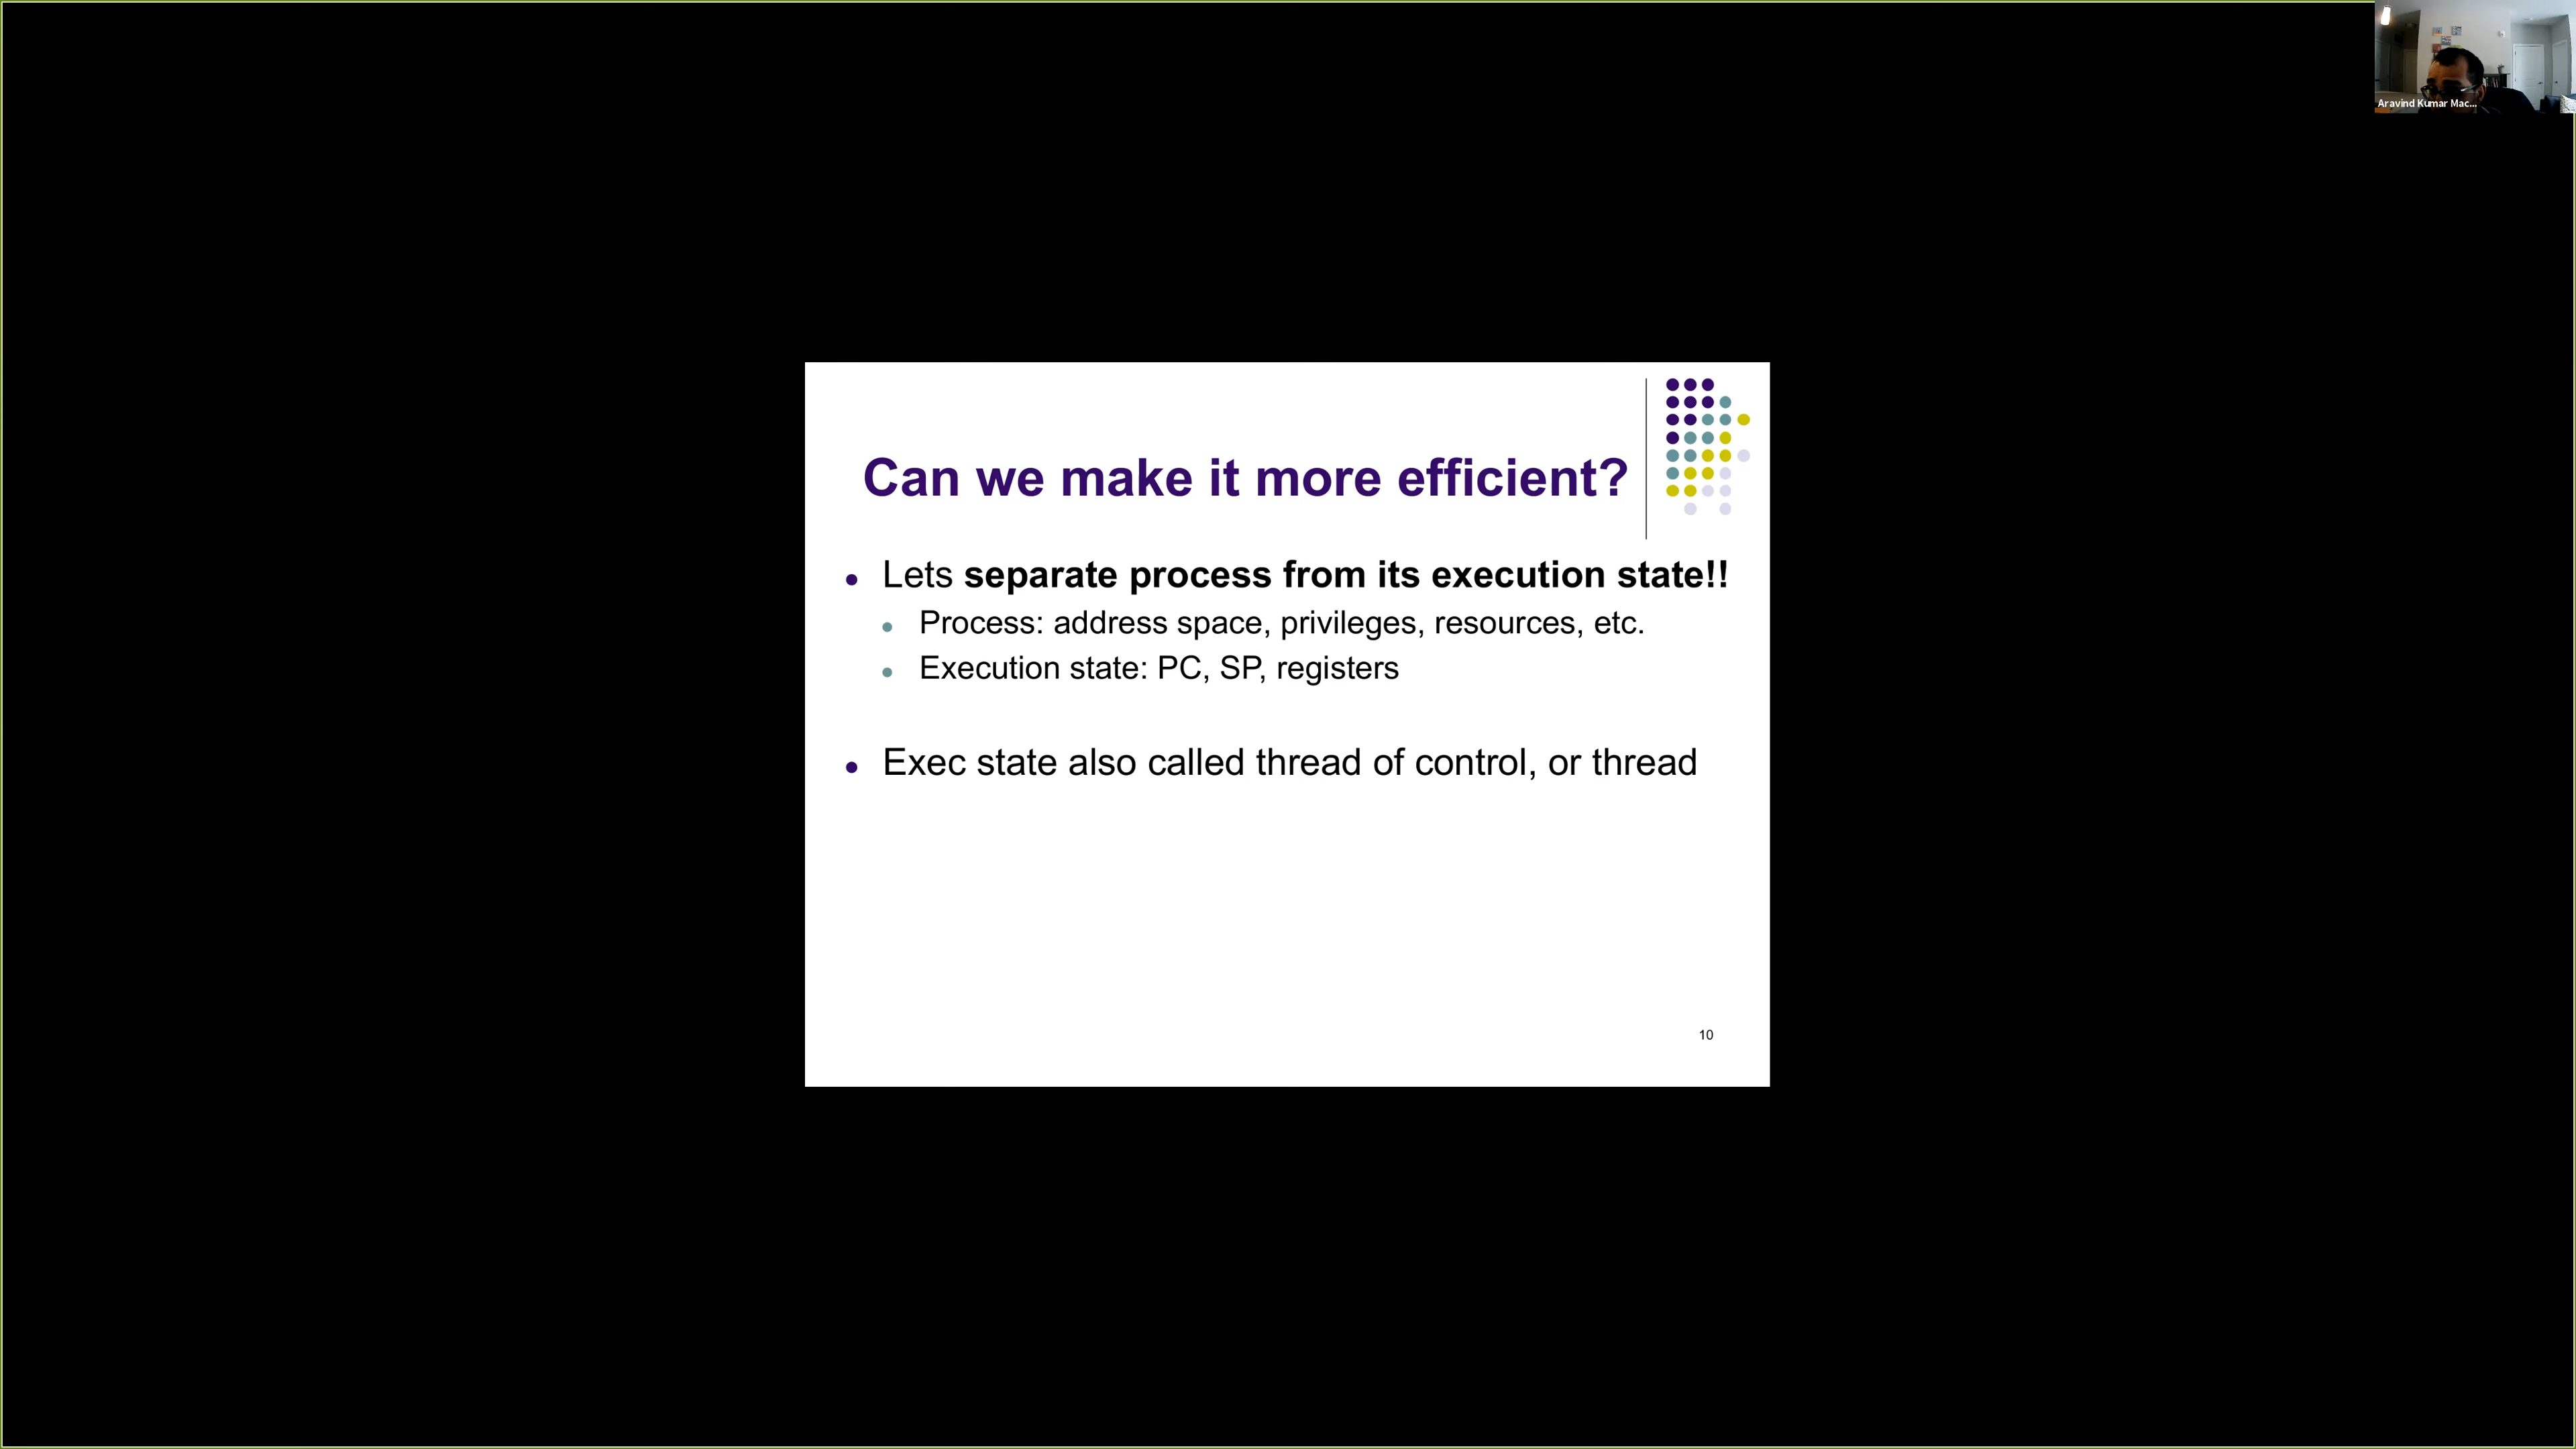 Aravind Kumar Mac...
Can we make it more efficient?
Lets separate process from its execution state!!
Process: address space, privileges, resources, etc.
Execution state: PC, SP, registers
Exec state also called thread of control, or thread
10